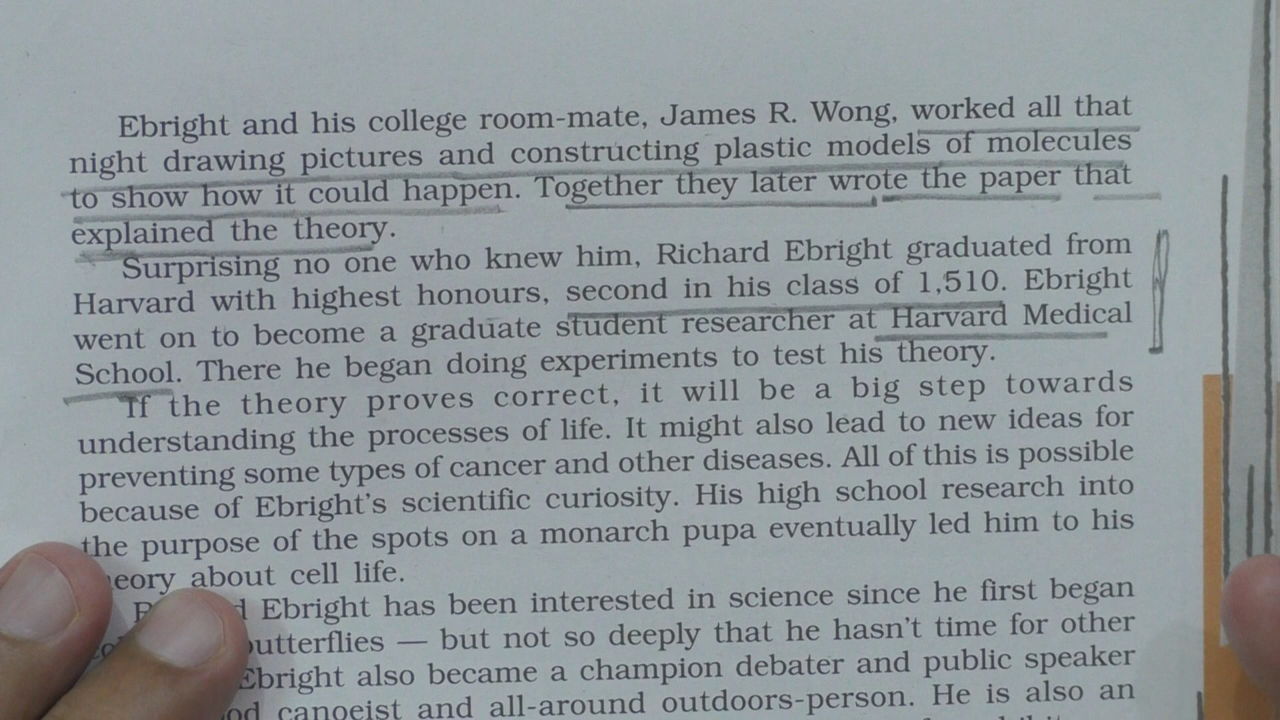 Ebright and his college room-mate, James R. Wong, worked all that
night drawing pictures and constructing plastic models of molecules
to show how it could happen. Together they later wrote the paper that
explained the theory.
Surprising no one who knew him, Richard Ebright graduated from
Harvard with highest honours, second in his class of 1,510. Ebright
went on to become a graduate student researcher at Harvard Medical
School. There he began doing experiments to test his theory.
If the theory proves correct, it will be a big step towards
understanding the processes of life. It might also lead to new ideas for
preventing some types of cancer and other diseases. All of this is possible
because of Ebright's scientific curiosity. His high school research into
the purpose of the spots on a monarch pupa eventually led him to his
eory about cell life.
Ebright has been interested in science since he first began
butterflies — but not so deeply that he hasn't time for other
Ebright also became a champion debater and public speaker
canoeist and all-around outdoors-person. He is also an